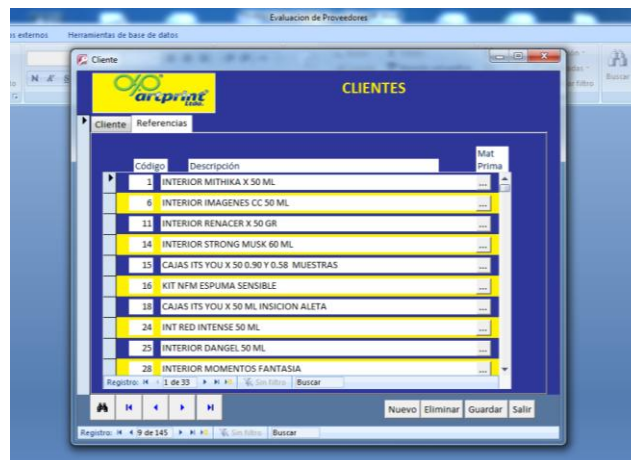 Evaluacion de Proveedores
s externos Herramientas de base de datos
N K S
Buscar
Cliente
arcprint
Ltda.
CLIENTES
Cliente Referencias
Mat
Código Descripción Prima
1 INTERIOR MITHIKA X 50 ML ...
6 INTERIOR IMAGENES CC 50 ML ...
11 INTERIOR RENACER X 50 GR ...
14 INTERIOR STRONG MUSK 60 ML ...
15 CAJAS ITS YOU X 50 0.90 Y 0.58 MUESTRAS ...
16 KIT NFM ESPUMA SENSIBLE ...
18 CAJAS ITS YOU X 50 ML INSICION ALETA ...
24 INT RED INTENSE 50 ML ...
25 INTERIOR DANGEL 50 ML ...
28 INTERIOR MOMENTOS FANTASIA ...
Registro: 1 de 33 Sin filtro Buscar
Nuevo Eliminar Guardar Salir
Registro: 9 de 145 Sin filtro Buscar